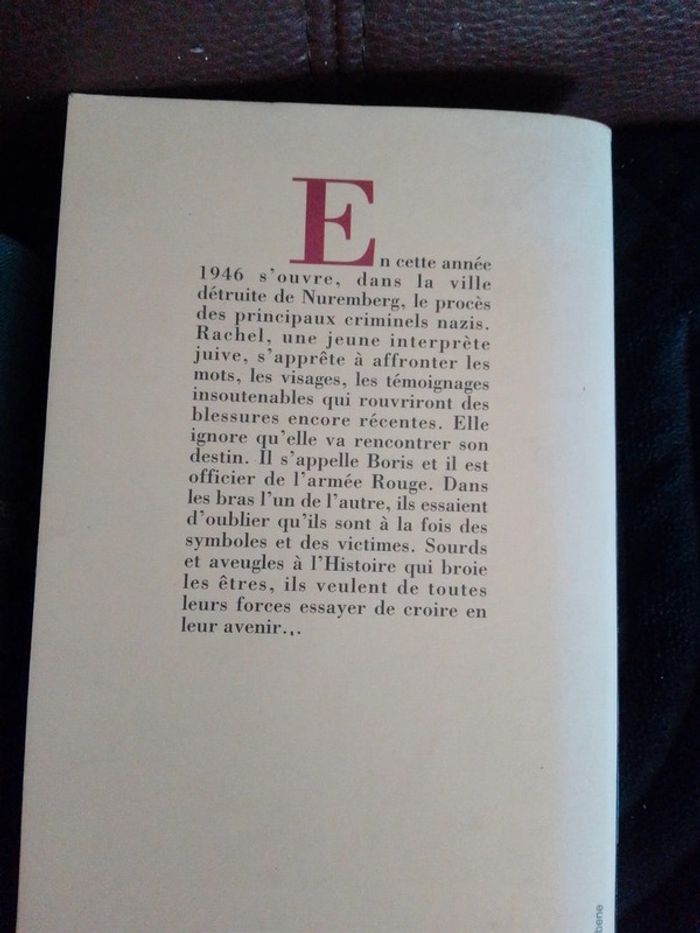 En cette année
1946 s'ouvre, dans la ville
détruite de Nuremberg, le procès
des principaux criminels nazis.
Rachel, une jeune interprète
juive, s'apprête à affronter les
mots, les visages, les témoignages
insoutenables qui rouvriront des
blessures encore récentes. Elle
ignore qu'elle va rencontrer son
destin. Il s'appelle Boris et il est
officier de l'armée Rouge. Dans
les bras l'un de l'autre, ils essaient
d'oublier qu'ils sont à la fois des
symboles et des victimes. Sourds
et aveugles à l'Histoire qui broie
les êtres, ils veulent de toutes
leurs forces essayer de croire en
leur avenir...